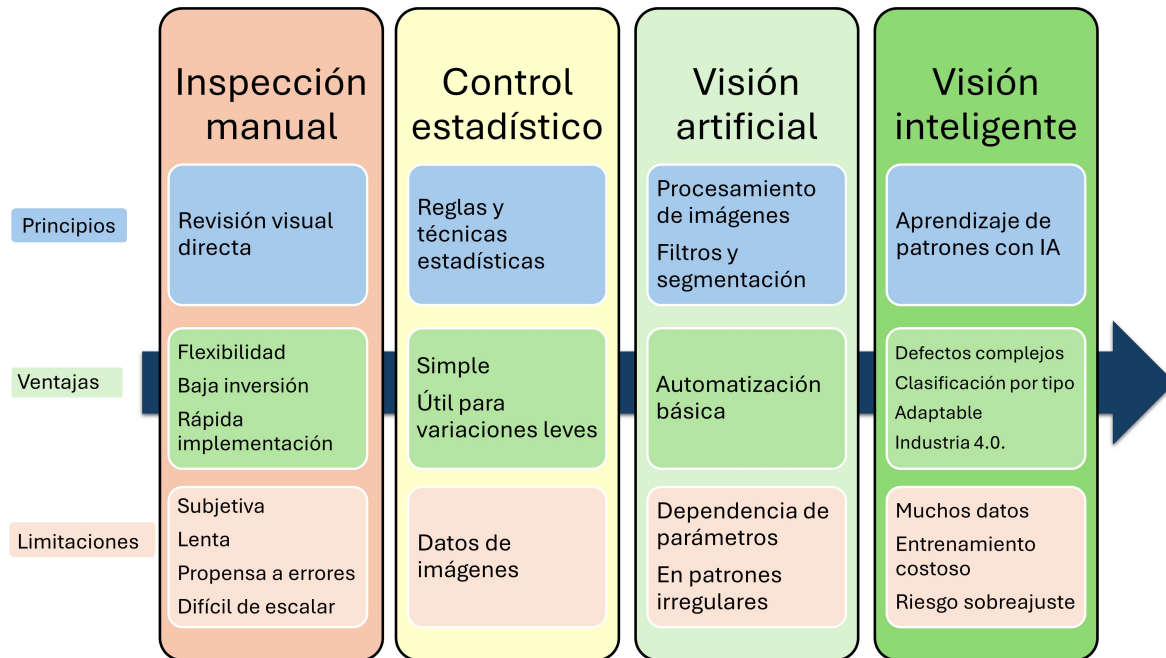 Inspección
manual
Control
estadístico
Visión
artificial
Visión
inteligente
Principios
Revisión visual
directa
Reglas y
técnicas
estadísticas
Procesamiento
de imágenes
Filtros y
segmentación
Aprendizaje de
patrones con IA
Ventajas
Flexibilidad
Baja inversión
Rápida
implementación
Simple
Útil para
variaciones leves
Automatización
básica
Defectos complejos
Clasificación por tipo
Adaptable
Industria 4.0.
Limitaciones
Subjetiva
Lenta
Propensa a errores
Difícil de escalar
Datos de
imágenes
Dependencia de
parámetros
En patrones
irregulares
Muchos datos
Entrenamiento
costoso
Riesgo sobreajuste